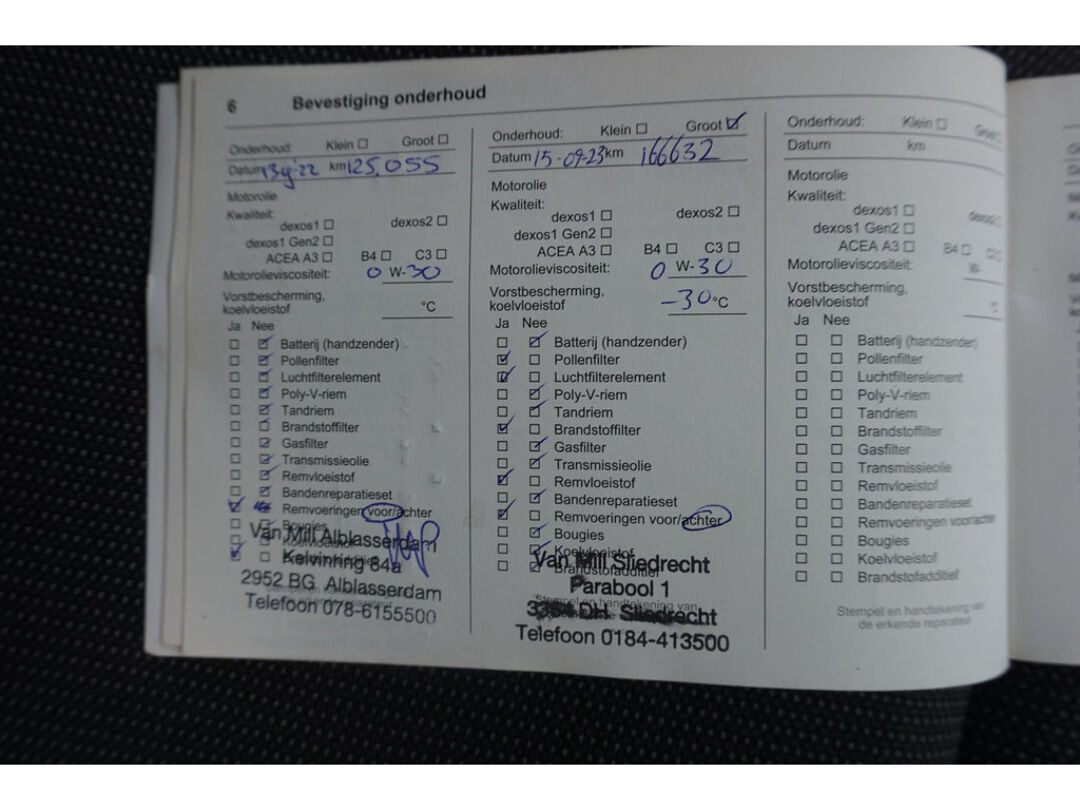 6 Bevestiging onderhoud
Onderhoud: Klein Groot
Datum km 125.055
Motorolie
Kwaliteit:
dexos1 dexos2
dexos1 Gen2
ACEA A3 B4 C3
Motorolieviscositeit: 0 W-30
Vorstbescherming,
koelvloeistof °C
Ja Nee
Batterij (handzender)
Pollenfilter
Luchtfilterelement
Poly-V-riem
Tandriem
Brandstoffilter
Gasfilter
Transmissieolie
Remvloeistof
Bandenreparatieset
Remvoeringen voor/achter
Bougies
Van Mill Alblasserdam
Kelvinring 84a
2952 BG Alblasserdam
Telefoon 078-6155500
Onderhoud: Klein Groot
Datum 15-09-23 km 166632
Motorolie
Kwaliteit:
dexos1 dexos2
dexos1 Gen2
ACEA A3 B4 C3
Motorolieviscositeit: 0 W-30
Vorstbescherming,
koelvloeistof -30 °C
Ja Nee
Batterij (handzender)
Pollenfilter
Luchtfilterelement
Poly-V-riem
Tandriem
Brandstoffilter
Gasfilter
Transmissieolie
Remvloeistof
Bandenreparatieset
Remvoeringen voor/achter
Bougies
Koelvloeistof
Brandstofadditief
Van Mill Sliedrecht
Parabool 1
3364 DH Sliedrecht
Telefoon 0184-413500
Onderhoud: Klein Groot
Datum km
Motorolie
Kwaliteit:
dexos1 dexos2
dexos1 Gen2
ACEA A3 B4 C3
Motorolieviscositeit: W-
Vorstbescherming,
koelvloeistof °C
Ja Nee
Batterij (handzender)
Pollenfilter
Luchtfilterelement
Poly-V-riem
Tandriem
Brandstoffilter
Gasfilter
Transmissieolie
Remvloeistof
Bandenreparatieset
Remvoeringen voor/achter
Bougies
Koelvloeistof
Brandstofadditief
Stempel en handtekening van
de erkende reparateur